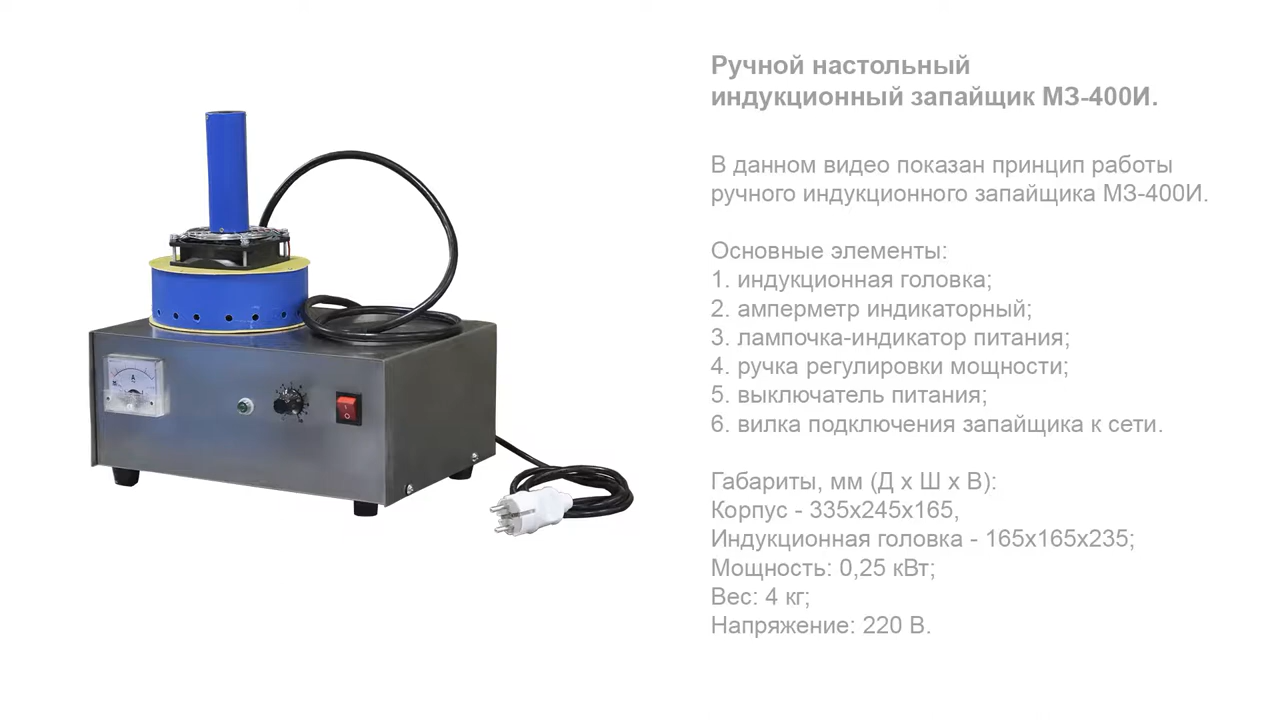 Ручной настольный
индукционный запайщик МЗ-400И.
В данном видео показан принцип работы
ручного индукционного запайщика МЗ-400И.
Основные элементы:
1. индукционная головка;
2. амперметр индикаторный;
3. лампочка-индикатор питания;
4. ручка регулировки мощности;
5. выключатель питания;
6. вилка подключения запайщика к сети.
Габариты, мм (Д х Ш х В):
Корпус - 335х245х165,
Индукционная головка - 165х165х235;
Мощность: 0,25 кВт;
Вес: 4 кг;
Напряжение: 220 В.
A